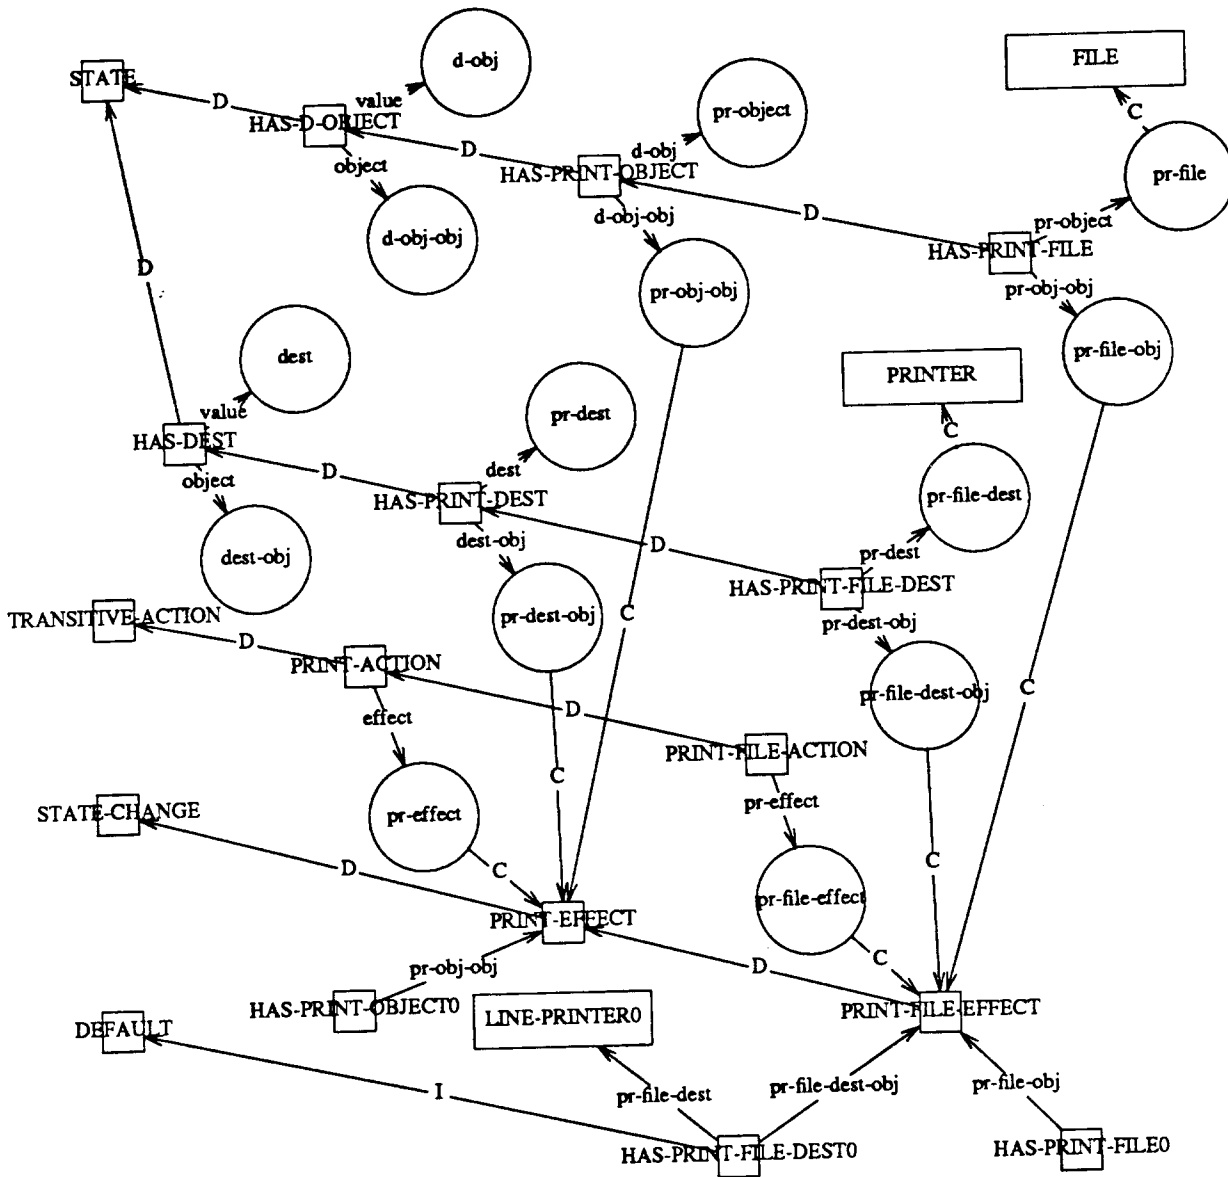 d-obj
FILE
STATE
D
value
HAS-D-OBJECT
pr-object
C
D
d-obj
HAS-PRINT-OBJECT
object
pr-file
d-obj-obj
D
pr-object
d-obj-obj
HAS-PRINT-FILE
D
pr-obj-obj
pr-obj-obj
dest
pr-file-obj
PRINTER
value
pr-dest
C
HAS-DEST
D
dest
object
HAS-PRINT-DEST
pr-file-dest
dest-obj
D
pr-dest
dest-obj
HAS-PRINT-FILE-DEST
TRANSITIVE-ACTION
pr-dest-obj
C
pr-dest-obj
D
PRINT-ACTION
pr-file-dest-obj
C
effect
D
PRINT-FILE-ACTION
C
pr-effect
STATE-CHANGE
pr-effect
C
D
C
pr-file-effect
PRINT-EFFECT
C
D
pr-obj-obj
HAS-PRINT-OBJECT0
LINE-PRINTER0
PRINT-FILE-EFFECT
DEFAULT
I
pr-file-dest
pr-file-dest-obj
pr-file-obj
HAS-PRINT-FILE-DEST0
HAS-PRINT-FILE0